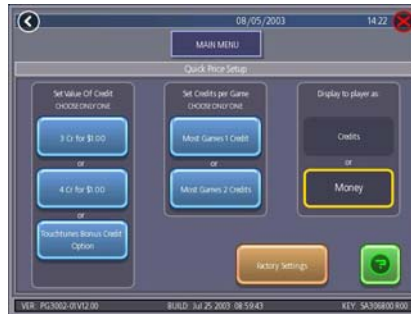 08/05/2003 14:22
MAIN MENU
Quick Price Setup
Set Value Of Credit
CHOOSE ONLY ONE
3 Cr for $1.00
or
4 Cr for $1.00
or
Touchtunes Bonus Credit
Option
Set Credits per Game
CHOOSE ONLY ONE
Most Games 1 Credit
or
Most Games 2 Credits
Display to player as:
Credits
or
Money
Factory Settings
?
VER: PG3002-01V12.00 BUILD: Jul 25 2003 08:59:43 KEY: SA306800 R00